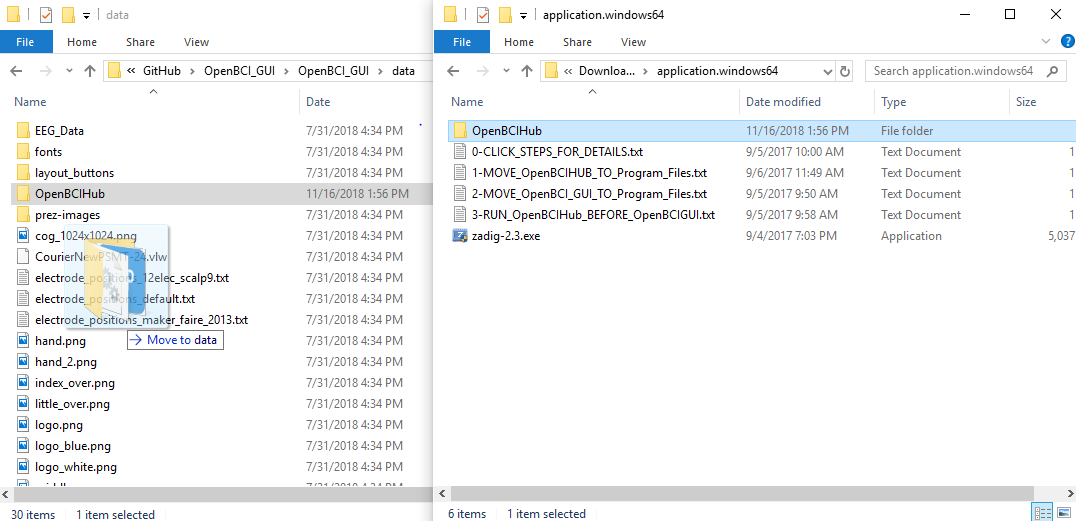 data
File Home Share View
« GitHub > OpenBCI_GUI > OpenBCI_GUI > data
Name Date
EEG_Data 7/31/2018 4:34 PM
fonts 7/31/2018 4:34 PM
layout_buttons 7/31/2018 4:34 PM
OpenBCIHub 11/16/2018 1:56 PM
prez-images 7/31/2018 4:34 PM
cog_1024x1024.png 7/31/2018 4:34 PM
CourierNewPSMT-24.vlw 7/31/2018 4:34 PM
electrode_positions_12elec_scalp9.txt 7/31/2018 4:34 PM
electrode_positions_default.txt 7/31/2018 4:34 PM
electrode_positions_maker_faire_2013.txt 7/31/2018 4:34 PM
Move to data
hand.png 7/31/2018 4:34 PM
hand_2.png 7/31/2018 4:34 PM
index_over.png 7/31/2018 4:34 PM
little_over.png 7/31/2018 4:34 PM
logo.png 7/31/2018 4:34 PM
logo_blue.png 7/31/2018 4:34 PM
logo_white.png 7/31/2018 4:34 PM
7/31/2018 4:34 PM
30 items 1 item selected
application.windows64
File Home Share View
« Downloa... > application.windows64 Search application.windows64
Name Date modified Type Size
OpenBCIHub 11/16/2018 1:56 PM File folder
0-CLICK_STEPS_FOR_DETAILS.txt 9/5/2017 10:00 AM Text Document 1
1-MOVE_OpenBCIHUB_TO_Program_Files.txt 9/6/2017 11:49 AM Text Document 1
2-MOVE_OpenBCI_GUI_TO_Program_Files.txt 9/5/2017 9:50 AM Text Document 1
3-RUN_OpenBCIHub_BEFORE_OpenBCIGUI.txt 9/5/2017 9:58 AM Text Document 1
zadig-2.3.exe 9/4/2017 7:03 PM Application 5,037
6 items 1 item selected